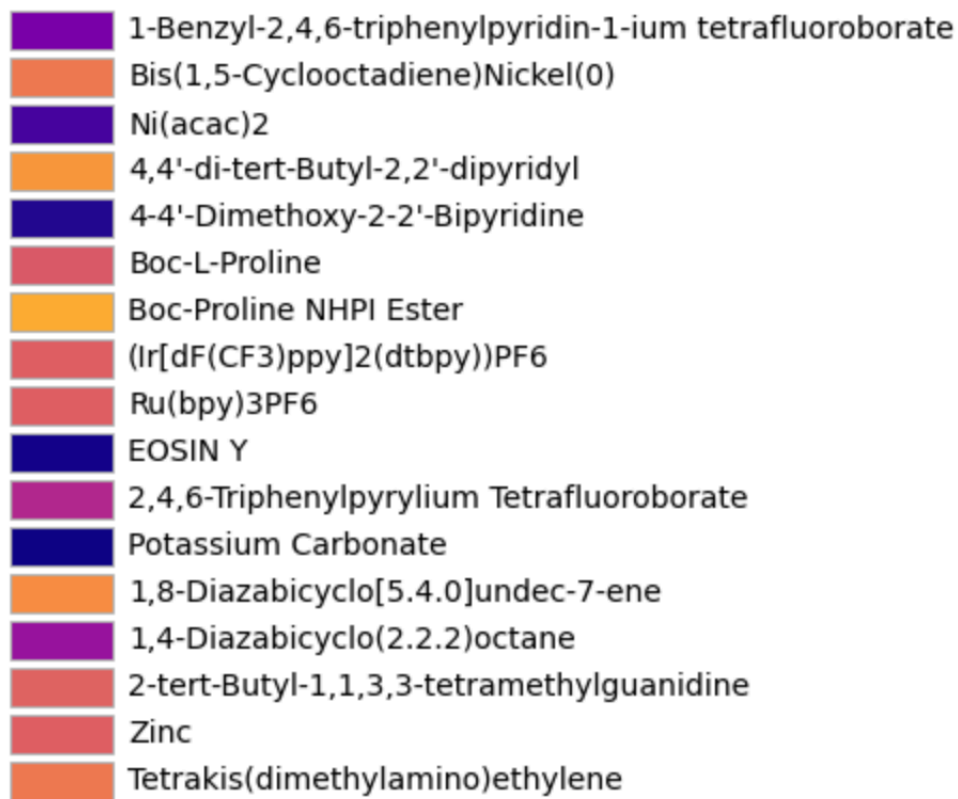 1-Benzyl-2,4,6-triphenylpyridin-1-ium tetrafluoroborate
Bis(1,5-Cyclooctadiene)Nickel(0)
Ni(acac)2
4,4'-di-tert-Butyl-2,2'-dipyridyl
4-4'-Dimethoxy-2-2'-Bipyridine
Boc-L-Proline
Boc-Proline NHPI Ester
(Ir[dF(CF3)ppy]2(dtbpy))PF6
Ru(bpy)3PF6
EOSIN Y
2,4,6-Triphenylpyrylium Tetrafluoroborate
Potassium Carbonate
1,8-Diazabicyclo[5.4.0]undec-7-ene
1,4-Diazabicyclo(2.2.2)octane
2-tert-Butyl-1,1,3,3-tetramethylguanidine
Zinc
Tetrakis(dimethylamino)ethylene